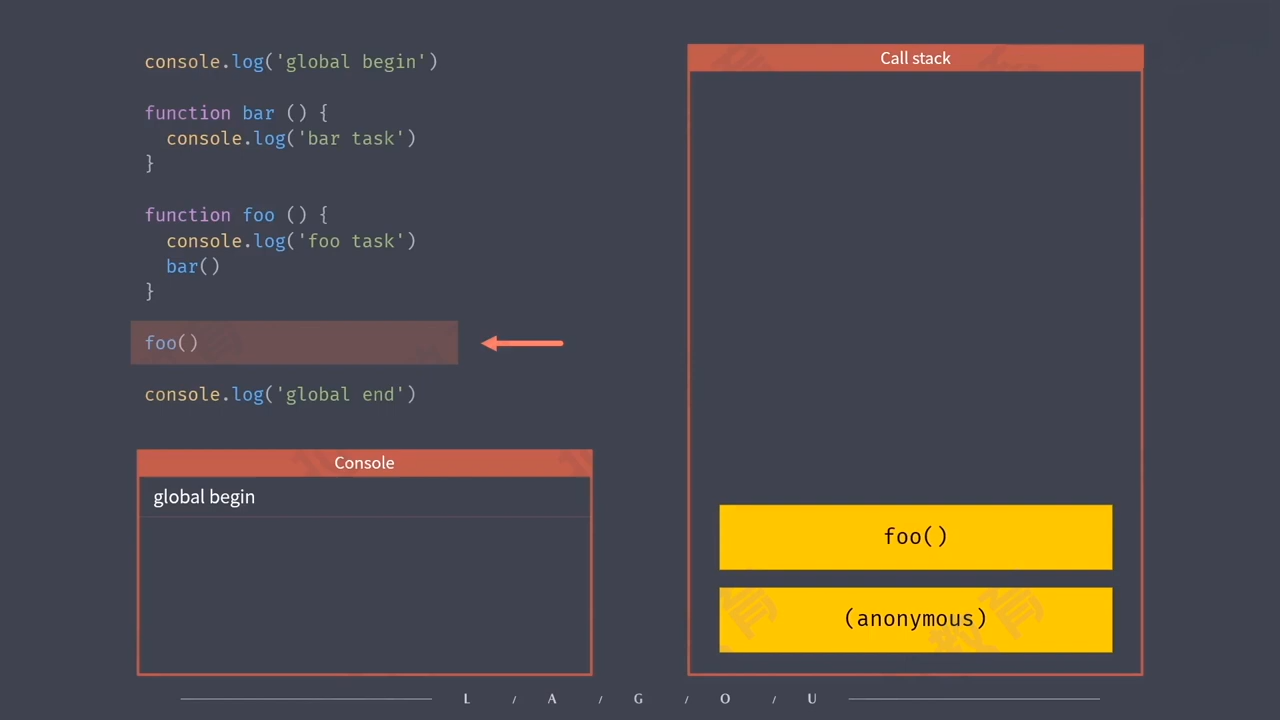 console.log('global begin')
function bar () {
  console.log('bar task')
}
function foo () {
  console.log('foo task')
  bar()
}
foo()
console.log('global end')
Console
global begin
Call stack
foo()
(anonymous)
L / A / G / O / U